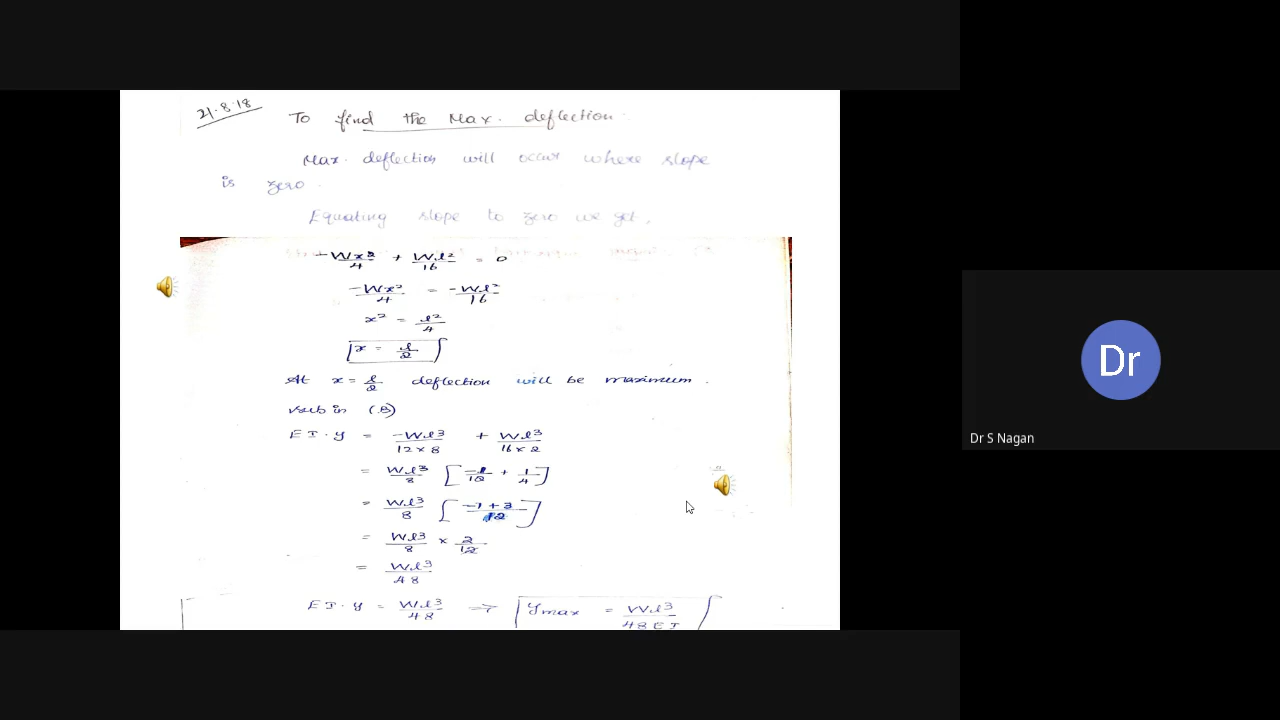 21.8.18
To find the Max. deflection.
Max. deflection will occur where slope
is zero.
Equating slope to zero we get,
-Wx²/4 + Wl²/16 = 0
-Wx²/4 = -Wl²/16
x² = l²/4
x = l/2
At x = l/2 deflection will be maximum.
sub in (B)
EI.y = -Wl³/12×8 + Wl³/16×2
= Wl³/8 [-1/12 + 1/4]
= Wl³/8 [-1+3/12]
= Wl³/8 × 2/12
= Wl³/48
EI.y = Wl³/48 ⇒ Ymax = Wl³/48EI
Dr
Dr S Nagan